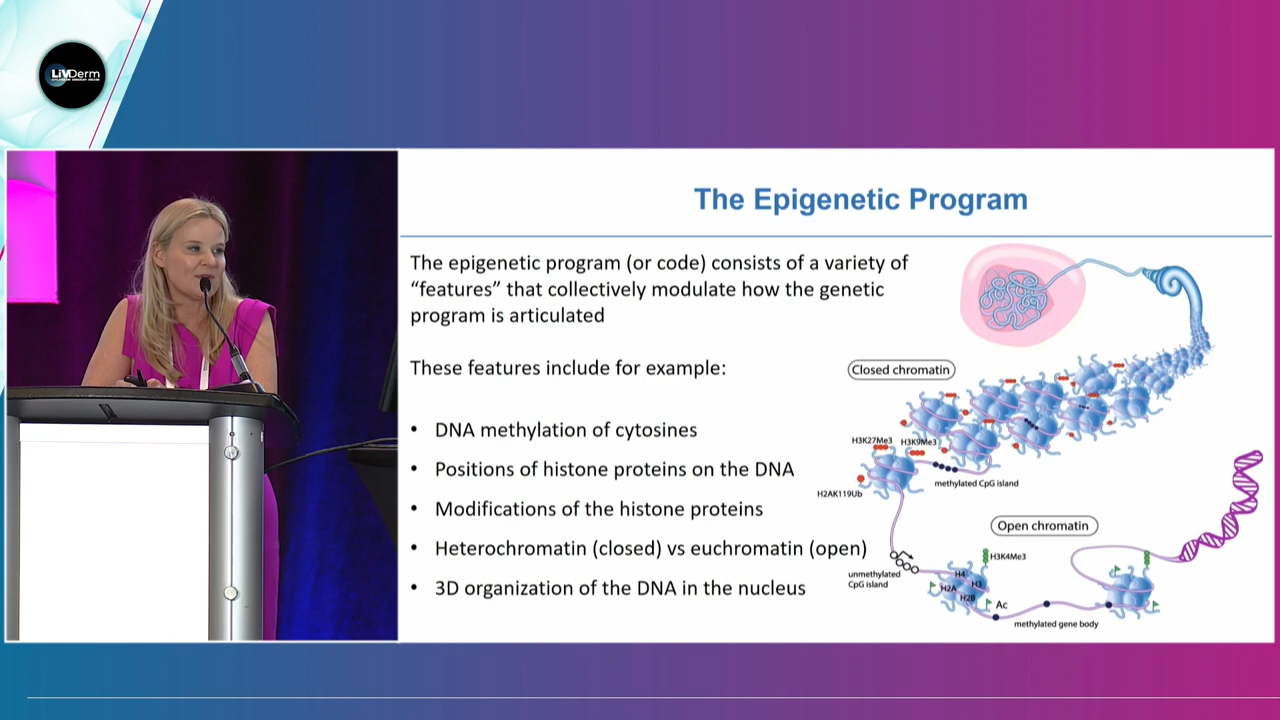 LiVDerm
The Epigenetic Program
The epigenetic program (or code) consists of a variety of
“features” that collectively modulate how the genetic
program is articulated
These features include for example:
• DNA methylation of cytosines
• Positions of histone proteins on the DNA
• Modifications of the histone proteins
• Heterochromatin (closed) vs euchromatin (open)
• 3D organization of the DNA in the nucleus
Closed chromatin
H3K27Me3
H3K9Me3
H2AK119Ub
methylated CpG island
Open chromatin
H3K4Me3
unmethylated
CpG island
H4
H3
H2A
H2B
Ac
methylated gene body